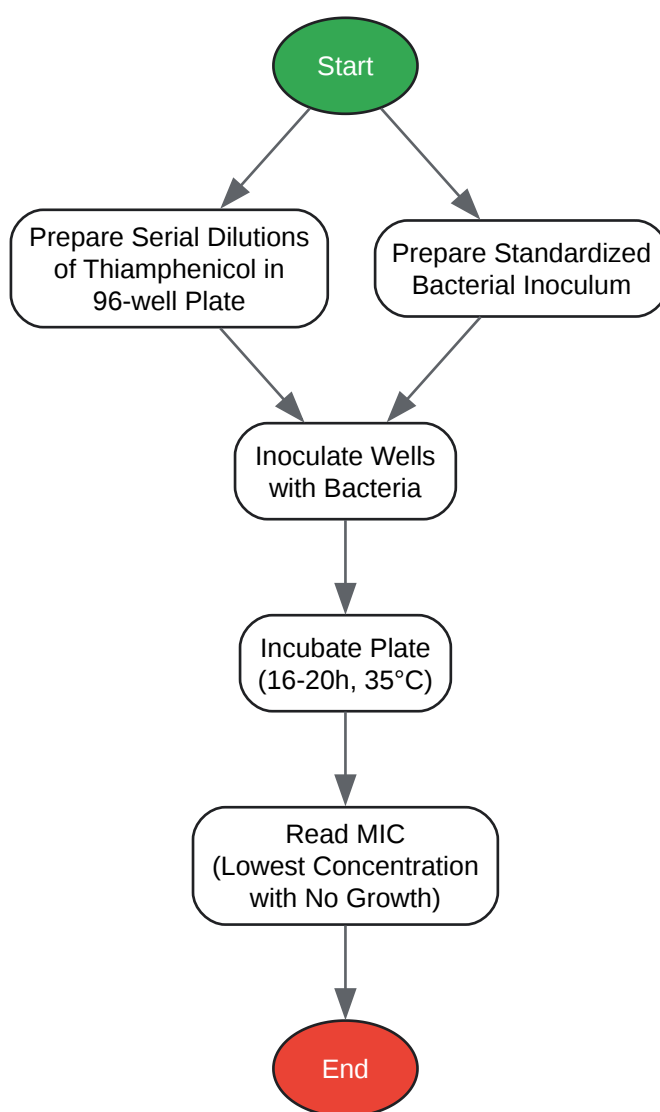 Start
Prepare Serial Dilutions
of Thiamphenicol in
96-well Plate
Prepare Standardized
Bacterial Inoculum
Inoculate Wells
with Bacteria
Incubate Plate
(16-20h, 35°C)
Read MIC
(Lowest Concentration
with No Growth)
End